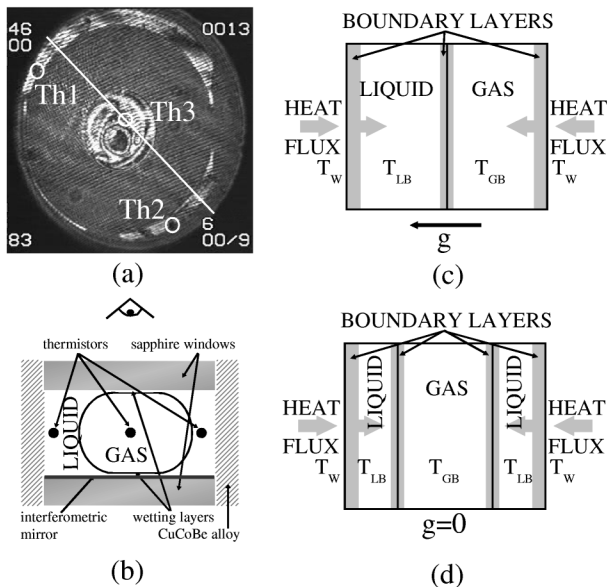 46
00
0013
Th1
Th3
Th2
83
6
00/9
(a)
BOUNDARY LAYERS
LIQUID
GAS
HEAT
FLUX
HEAT
FLUX
T_W
T_LB
T_GB
T_W
g
(c)
thermistors
sapphire windows
LIQUID
GAS
interferometric
mirror
wetting layers
CuCoBe alloy
(b)
BOUNDARY LAYERS
LIQUID
GAS
LIQUID
HEAT
FLUX
HEAT
FLUX
T_W
T_LB
T_GB
T_LB
T_W
g=0
(d)